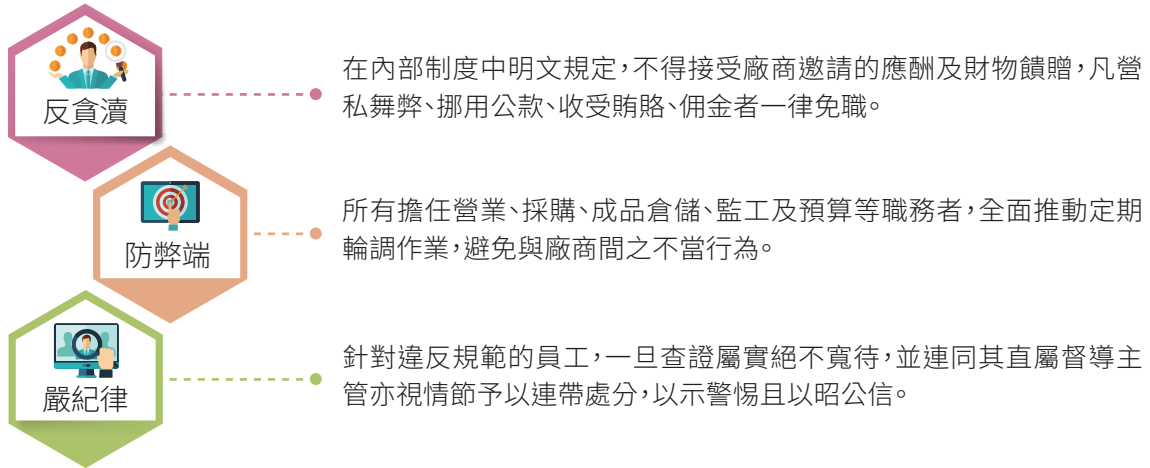 反貪瀆
在內部制度中明文規定，不得接受廠商邀請的應酬及財物饋贈，凡營
私舞弊、挪用公款、收受賄賂、佣金者一律免職。
防弊端
所有擔任營業、採購、成品倉儲、監工及預算等職務者，全面推動定期
輪調作業，避免與廠商間之不當行為。
嚴紀律
針對違反規範的員工，一旦查證屬實絕不寬待，並連同其直屬督導主
管亦視情節予以連帶處分，以示警惕且以昭公信。